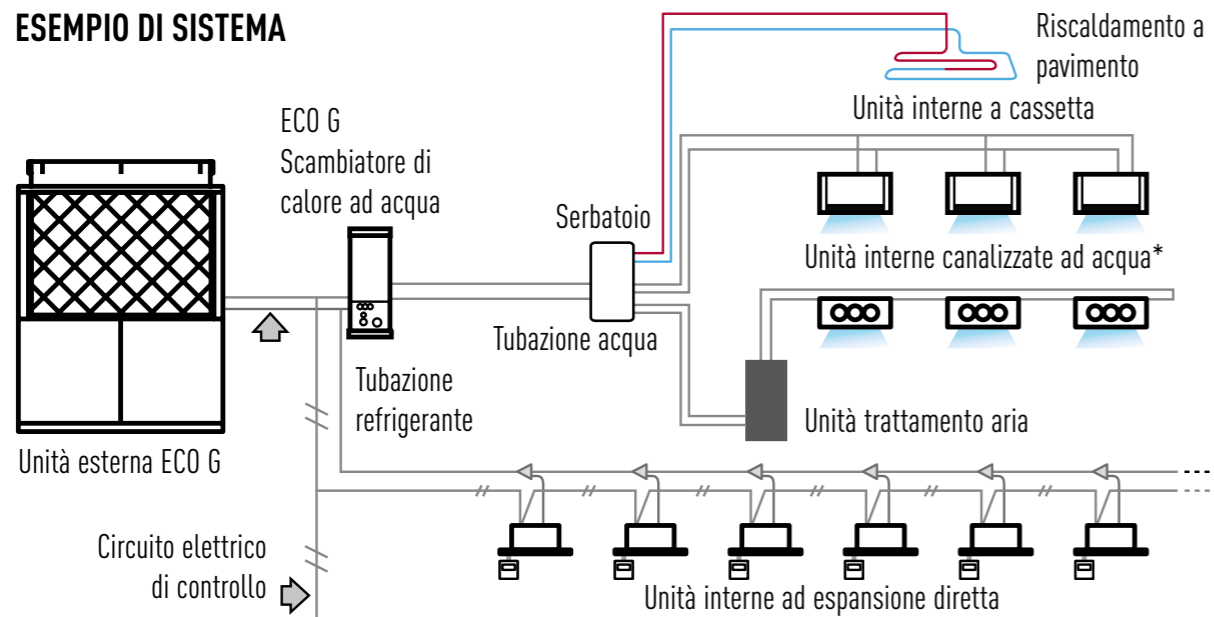 ESEMPIO DI SISTEMA
Riscaldamento a
pavimento
Unità interne a cassetta
ECO G
Scambiatore di
calore ad acqua
Serbatoio
Unità interne canalizzate ad acqua*
Tubazione acqua
Tubazione
refrigerante
Unità trattamento aria
Unità esterna ECO G
Circuito elettrico
di controllo
Unità interne ad espansione diretta